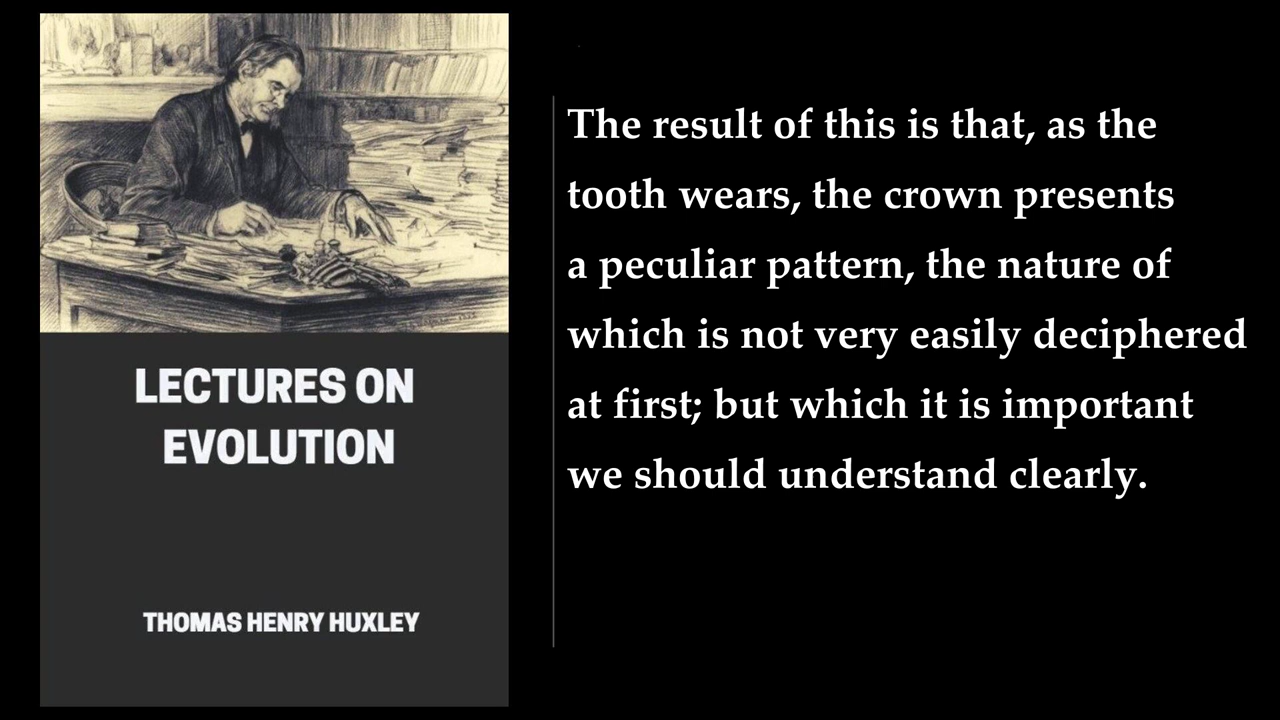 LECTURES ON
EVOLUTION
THOMAS HENRY HUXLEY
The result of this is that, as the
tooth wears, the crown presents
a peculiar pattern, the nature of
which is not very easily deciphered
at first; but which it is important
we should understand clearly.